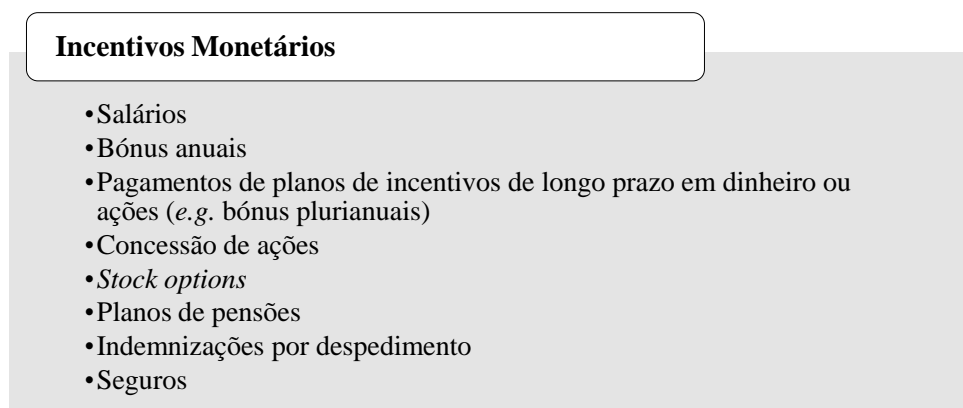 Incentivos Monetários
•Salários
•Bónus anuais
•Pagamentos de planos de incentivos de longo prazo em dinheiro ou
ações (e.g. bónus plurianuais)
•Concessão de ações
•Stock options
•Planos de pensões
•Indemnizações por despedimento
•Seguros